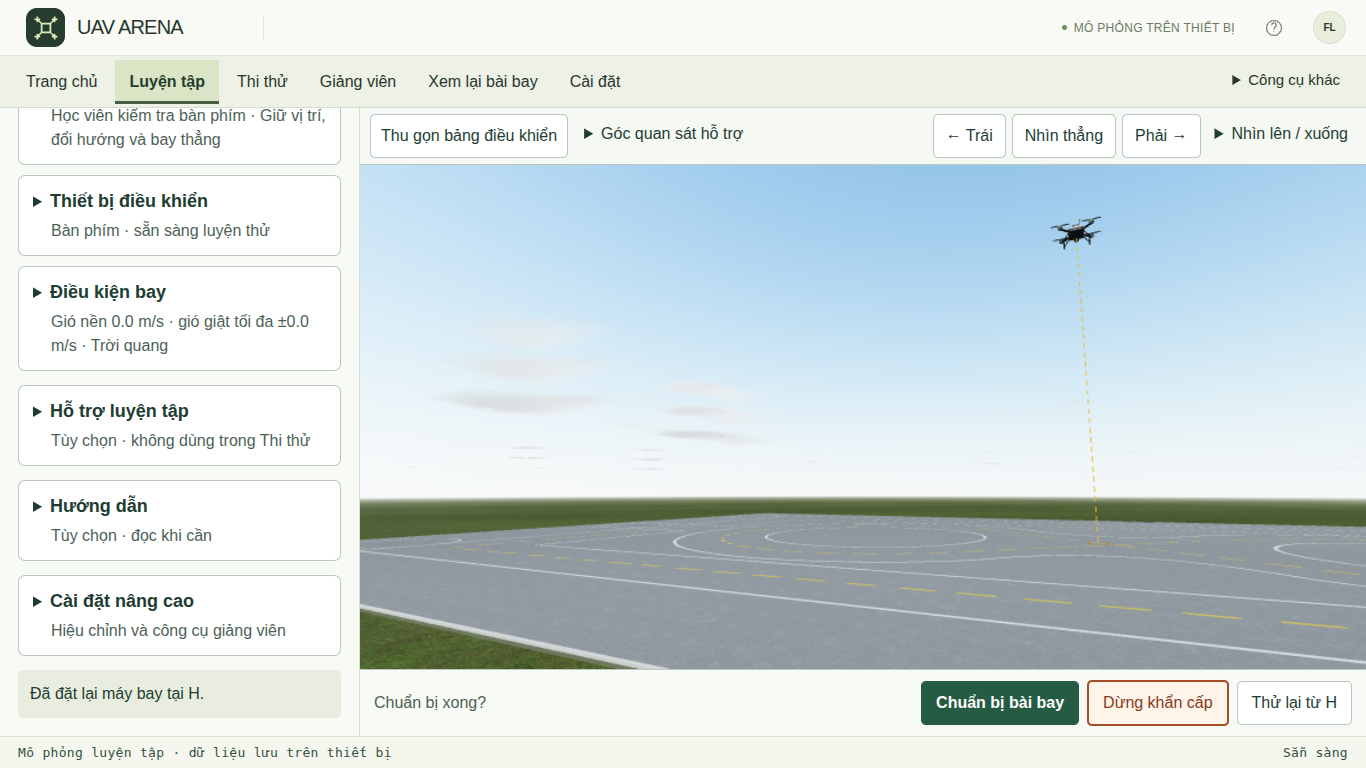 UAV ARENA
MÔ PHỎNG TRÊN THIẾT BỊ
FL
Trang chủ
Luyện tập
Thi thử
Giảng viên
Xem lại bài bay
Cài đặt
Công cụ khác
Học viên kiểm tra bàn phím · Giữ vị trí,
đổi hướng và bay thẳng
Thiết bị điều khiển
Bàn phím · sẵn sàng luyện thử
Điều kiện bay
Gió nền 0.0 m/s · gió giật tối đa ±0.0
m/s · Trời quang
Hỗ trợ luyện tập
Tùy chọn · không dùng trong Thi thử
Hướng dẫn
Tùy chọn · đọc khi cần
Cài đặt nâng cao
Hiệu chỉnh và công cụ giảng viên
Đã đặt lại máy bay tại H.
Thu gọn bảng điều khiển
Góc quan sát hỗ trợ
← Trái
Nhìn thẳng
Phải →
Nhìn lên / xuống
Chuẩn bị xong?
Chuẩn bị bài bay
Dừng khẩn cấp
Thử lại từ H
Mô phỏng luyện tập · dữ liệu lưu trên thiết bị
Sẵn sàng